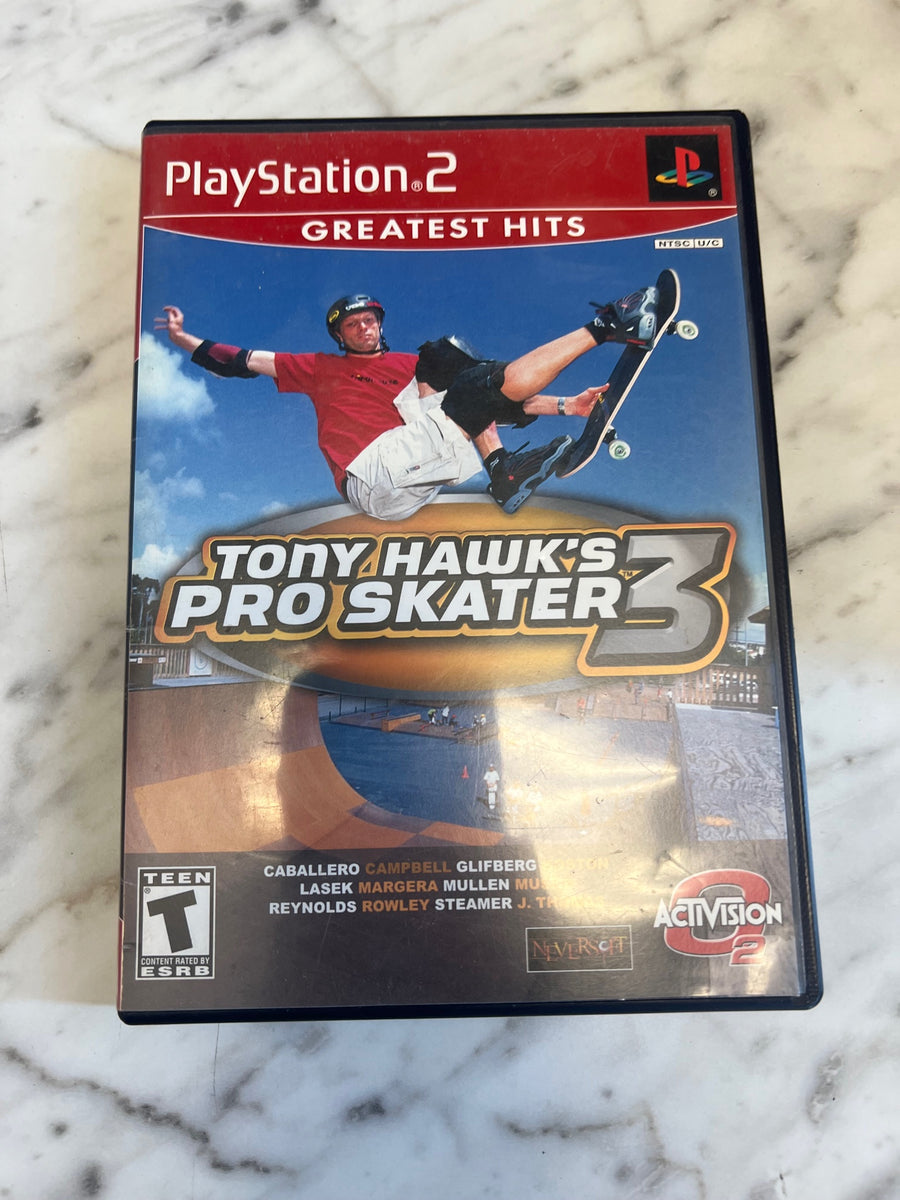 PlayStation®2
GREATEST HITS
NTSC U/C
TONY HAWK'S
PRO SKATER 3™
CABALLERO CAMPBELL GLIFBERG
LASEK MARGERA MULLEN
REYNOLDS ROWLEY STEAMER J.
TEEN
T
CONTENT RATED BY
ESRB
NEVERSOFT
ACTIVISION
O2